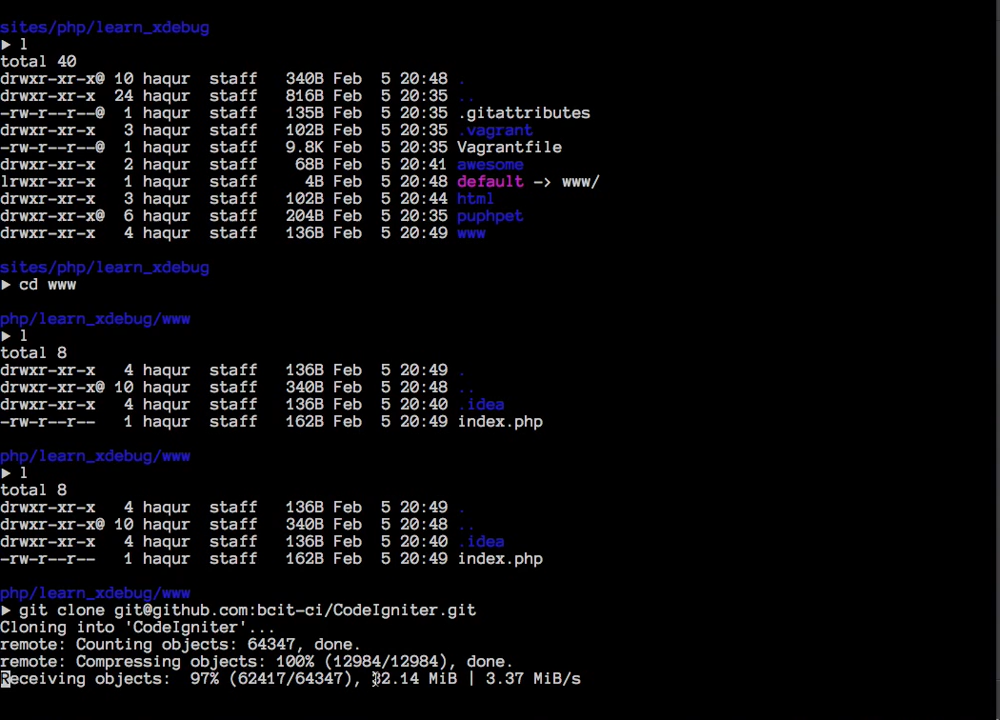 sites/php/learn_xdebug
▶ l
total 40
drwxr-xr-x@ 10 haqur  staff   340B Feb  5 20:48 .
drwxr-xr-x  24 haqur  staff   816B Feb  5 20:35 ..
-rw-r--r--@  1 haqur  staff   135B Feb  5 20:35 .gitattributes
drwxr-xr-x   3 haqur  staff   102B Feb  5 20:35 .vagrant
-rw-r--r--@  1 haqur  staff   9.8K Feb  5 20:35 Vagrantfile
drwxr-xr-x   2 haqur  staff    68B Feb  5 20:41 awesome
lrwxr-xr-x   1 haqur  staff     4B Feb  5 20:48 default -> www/
drwxr-xr-x   3 haqur  staff   102B Feb  5 20:44 html
drwxr-xr-x@  6 haqur  staff   204B Feb  5 20:35 puphpet
drwxr-xr-x   4 haqur  staff   136B Feb  5 20:49 www
sites/php/learn_xdebug
▶ cd www
php/learn_xdebug/www
▶ l
total 8
drwxr-xr-x   4 haqur  staff   136B Feb  5 20:49 .
drwxr-xr-x@ 10 haqur  staff   340B Feb  5 20:48 ..
drwxr-xr-x   4 haqur  staff   136B Feb  5 20:40 .idea
-rw-r--r--   1 haqur  staff   162B Feb  5 20:49 index.php
php/learn_xdebug/www
▶ l
total 8
drwxr-xr-x   4 haqur  staff   136B Feb  5 20:49 .
drwxr-xr-x@ 10 haqur  staff   340B Feb  5 20:48 ..
drwxr-xr-x   4 haqur  staff   136B Feb  5 20:40 .idea
-rw-r--r--   1 haqur  staff   162B Feb  5 20:49 index.php
php/learn_xdebug/www
▶ git clone git@github.com:bcit-ci/CodeIgniter.git
Cloning into 'CodeIgniter'...
remote: Counting objects: 64347, done.
remote: Compressing objects: 100% (12984/12984), done.
Receiving objects:  97% (62417/64347), 32.14 MiB | 3.37 MiB/s